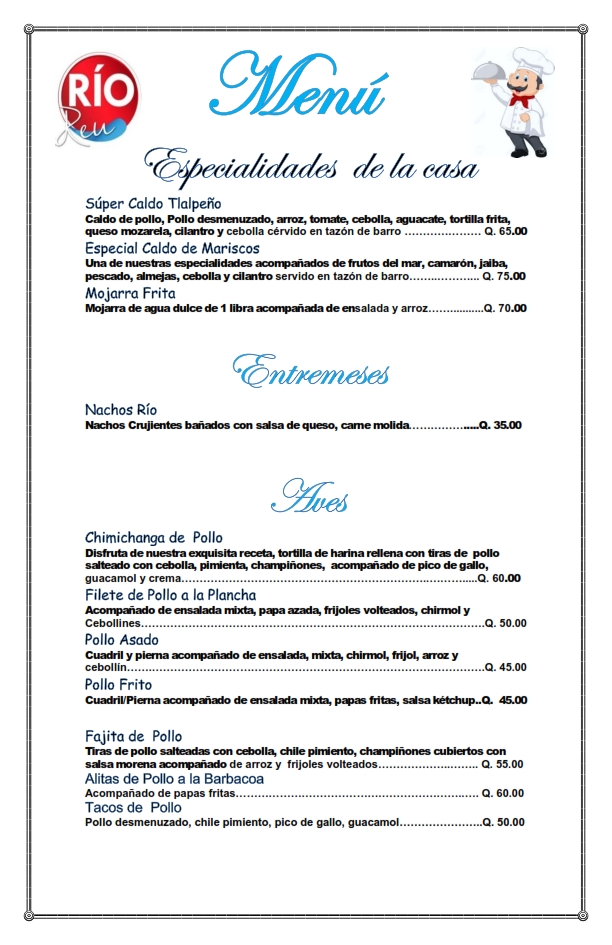 RÍO
Reu
Menú
Especialidades de la casa
Súper Caldo Tlalpeño
Caldo de pollo, Pollo desmenuzado, arroz, tomate, cebolla, aguacate, tortilla frita,
queso mozarela, cilantro y cebolla cérvido en tazón de barro ………………… Q. 65.00
Especial Caldo de Mariscos
Una de nuestras especialidades acompañados de frutos del mar, camarón, jaiba,
pescado, almejas, cebolla y cilantro servido en tazón de barro……..……….. Q. 75.00
Mojarra Frita
Mojarra de agua dulce de 1 libra acompañada de ensalada y arroz……..........Q. 70.00
Entremeses
Nachos Río
Nachos Crujientes bañados con salsa de queso, carne molida…………….....Q. 35.00
Aves
Chimichanga de Pollo
Disfruta de nuestra exquisita receta, tortilla de harina rellena con tiras de pollo
salteado con cebolla, pimienta, champiñones, acompañado de pico de gallo,
guacamol y crema……………………………………………………..………….....Q. 60.00
Filete de Pollo a la Plancha
Acompañado de ensalada mixta, papa azada, frijoles volteados, chirmol y
Cebollines……………………………………………………………………………….Q. 50.00
Pollo Asado
Cuadril y pierna acompañado de ensalada, mixta, chirmol, frijol, arroz y
cebollín………………………………………………………………………………….Q. 45.00
Pollo Frito
Cuadril/Pierna acompañado de ensalada mixta, papas fritas, salsa kétchup..Q. 45.00
Fajita de Pollo
Tiras de pollo salteadas con cebolla, chile pimiento, champiñones cubiertos con
salsa morena acompañado de arroz y frijoles volteados………………..…….. Q. 55.00
Alitas de Pollo a la Barbacoa
Acompañado de papas fritas…………………………………………………..…. Q. 60.00
Tacos de Pollo
Pollo desmenuzado, chile pimiento, pico de gallo, guacamol…………………..Q. 50.00